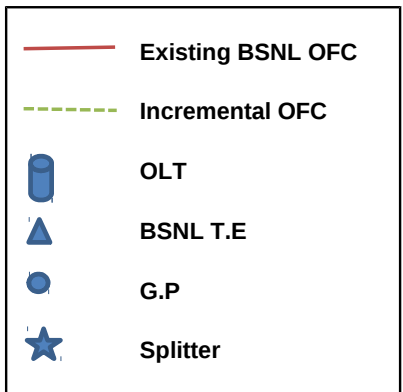 Existing BSNL OFC
Incremental OFC
OLT
BSNL T.E
G.P
Splitter